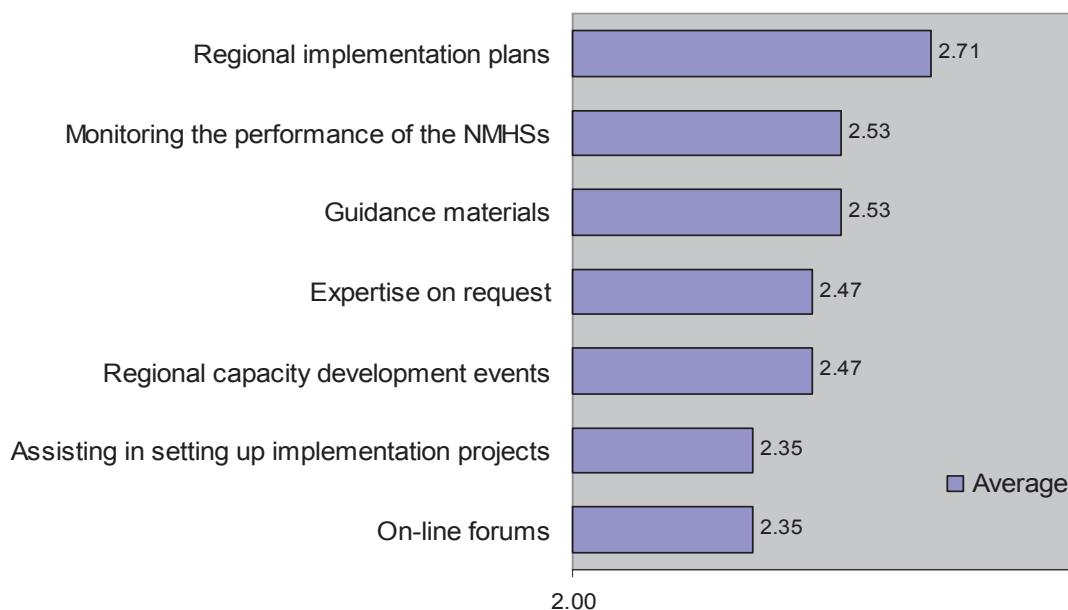 Regional implementation plans 2.71
Monitoring the performance of the NMHSs 2.53
Guidance materials 2.53
Expertise on request 2.47
Regional capacity development events 2.47
Assisting in setting up implementation projects 2.35
Average
On-line forums 2.35
2.00